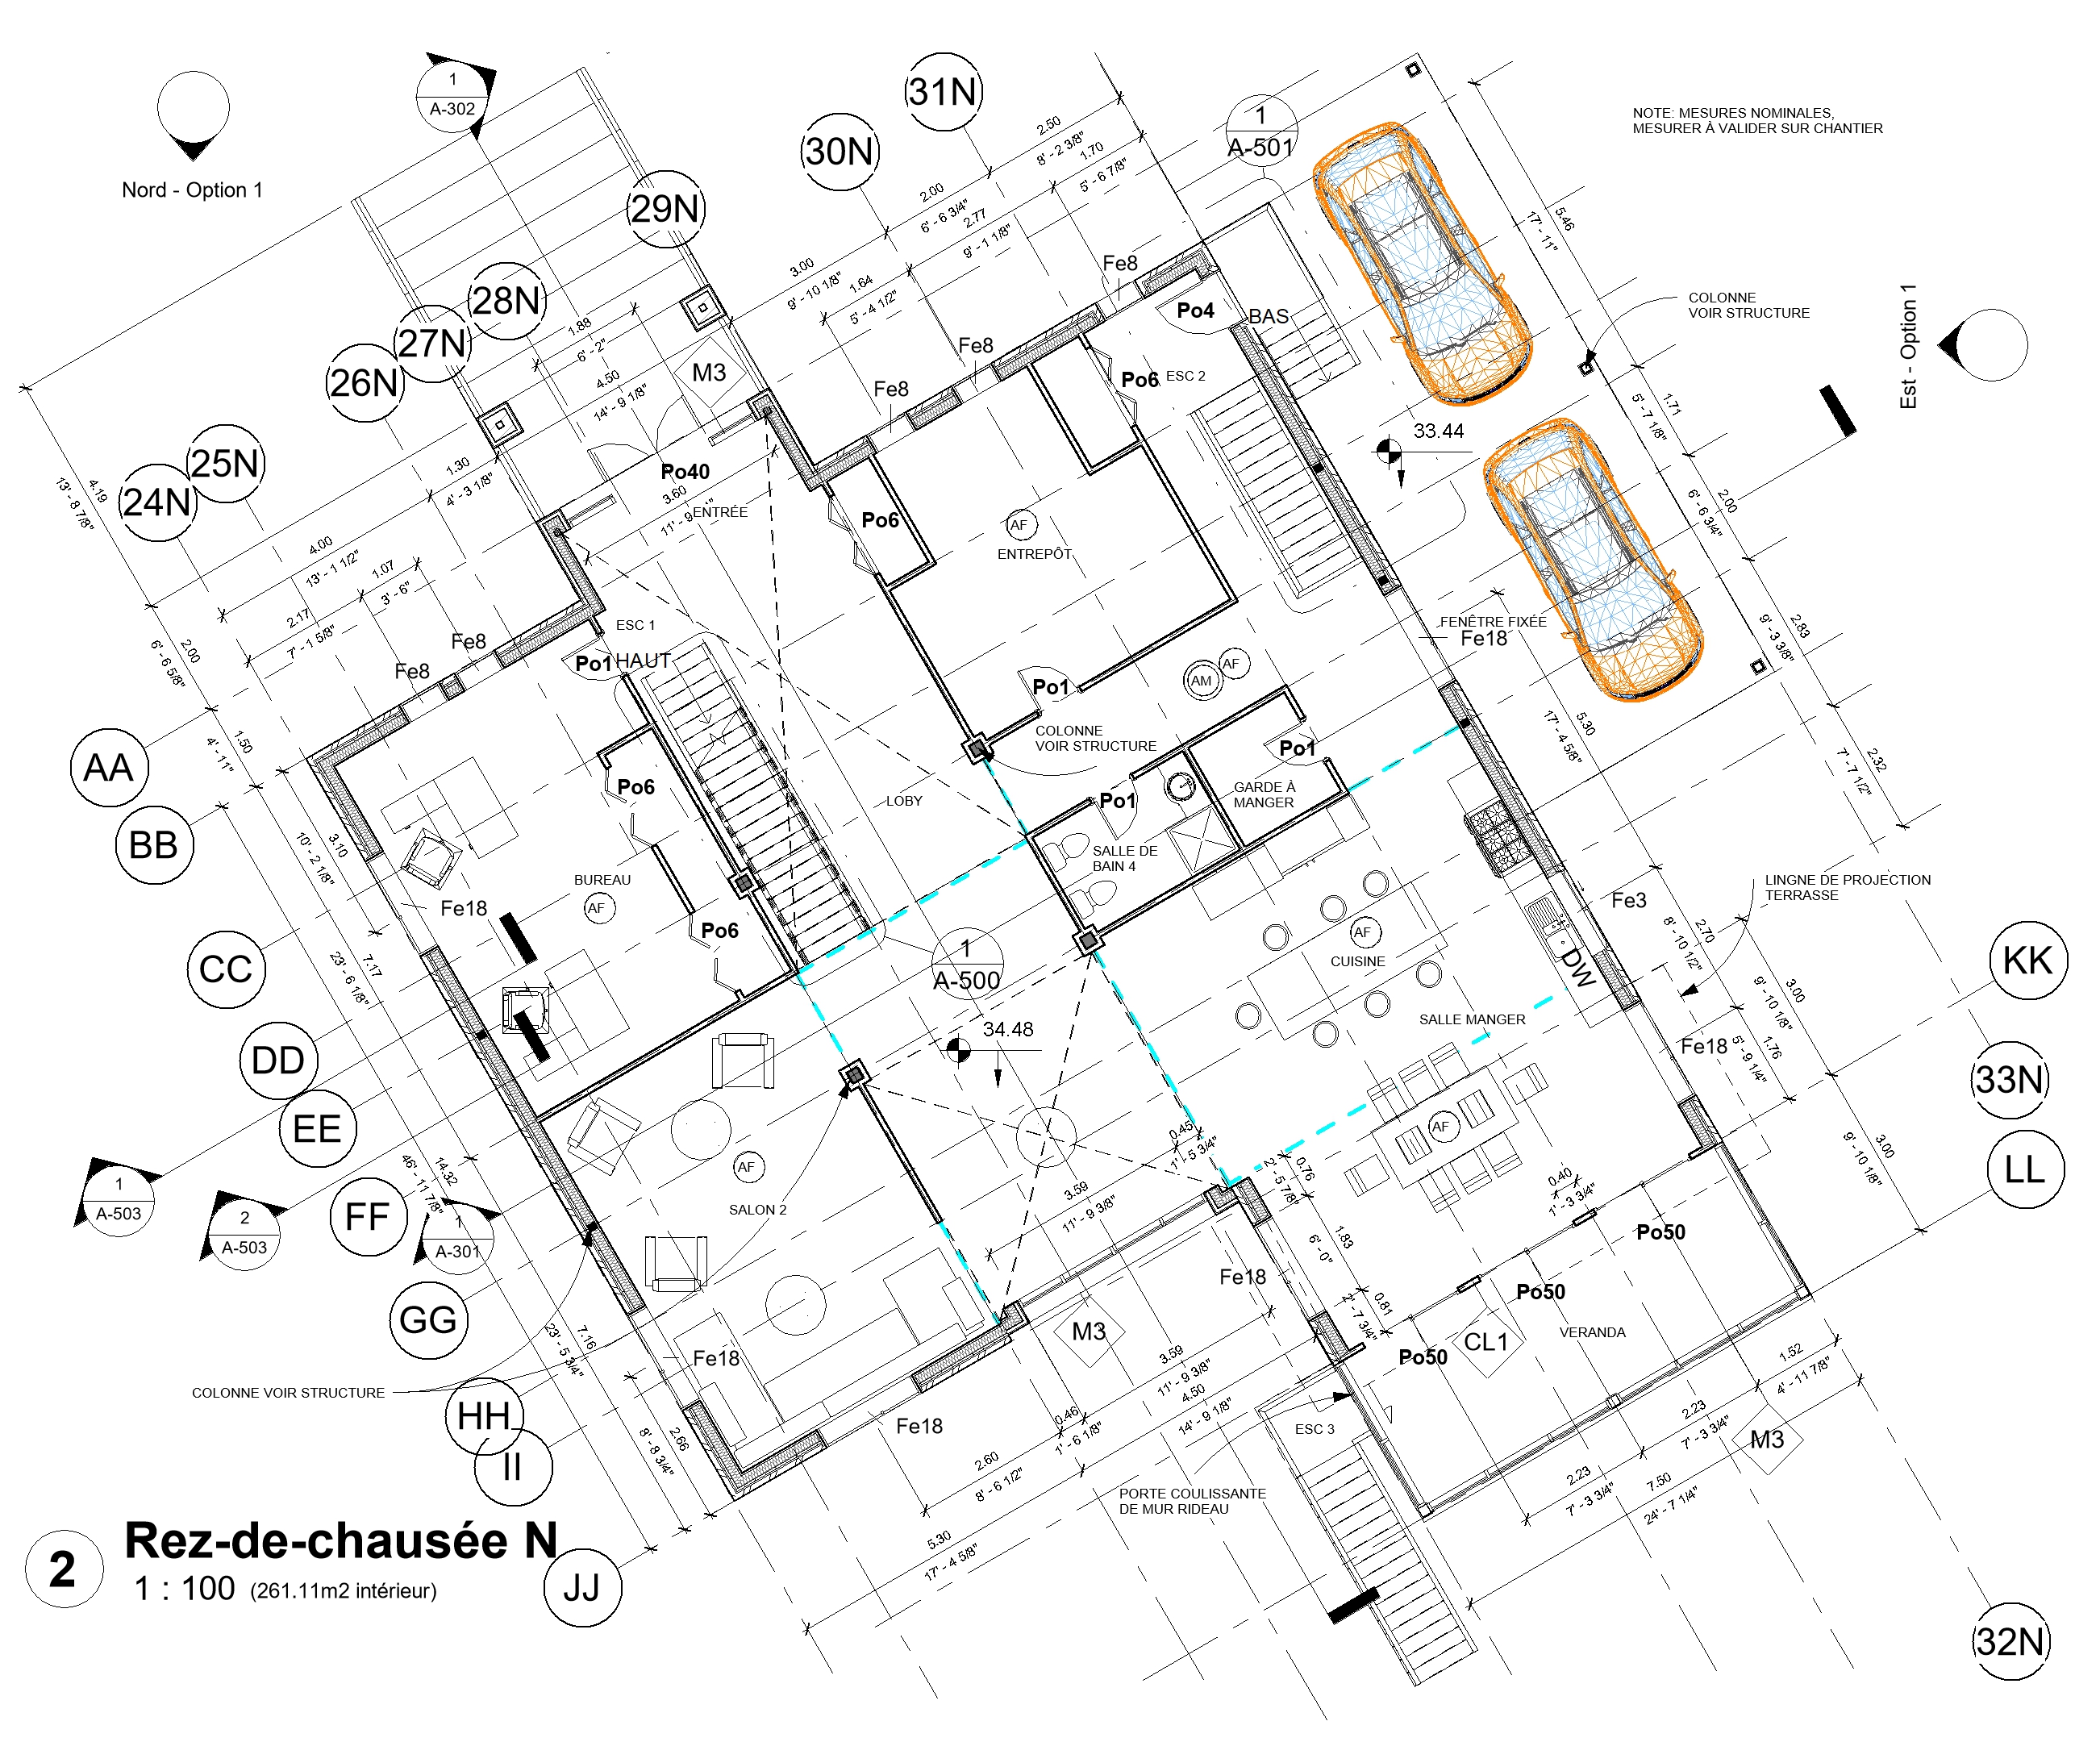 1
A-302
31N
30N
29N
28N
27N
26N
25N
24N
Nord - Option 1
2.50
8' - 2 3/8"
1.70
5' - 6 7/8"
1
A-501
NOTE: MESURES NOMINALES,
MESURER À VALIDER SUR CHANTIER
2.00
6' - 6 3/4"
2.77
9' - 1 1/8"
3.00
9' - 10 1/8"
1.64
5' - 4 1/2"
5.46
17' - 11"
COLONNE
VOIR STRUCTURE
Est - Option 1
Fe8
Po4
BAS
Fe8
Fe8
Po6
ESC 2
1.88
6' - 2"
4.50
14' - 9 1/8"
M3
1.71
5' - 7 1/8"
33.44
1.30
4' - 3 1/8"
Po40
3.60
ENTRÉE
Po6
AF
ENTREPÔT
2.00
6' - 6 3/4"
4.19
13' - 8 7/8"
4.00
13' - 1 1/2"
1.07
3' - 6"
2.17
7' - 1 5/8"
2.00
6' - 6 5/8"
Fe8
Fe8
ESC 1
Po1
HAUT
FENÊTRE FIXÉE
Fe18
2.83
9' - 3 3/8"
AM
AF
Po1
COLONNE
VOIR STRUCTURE
5.30
17' - 4 5/8"
2.32
7' - 7 1/2"
AA
BB
1.50
4' - 11"
3.10
10' - 2 1/8"
Po6
LOBY
Po1
Po1
GARDE À
MANGER
SALLE DE
BAIN 4
BUREAU
AF
Fe18
Po6
LINGNE DE PROJECTION
TERRASSE
Fe3
2.70
8' - 10 1/2"
AF
CUISINE
DW
CC
7.17
23' - 6 1/8"
1
A-500
KK
3.00
9' - 10 1/8"
34.48
SALLE MANGER
Fe18
1.76
5' - 9 1/4"
DD
EE
33N
AF
0.45
1' - 5 3/4"
0.76
2' - 5 7/8"
3.00
9' - 10 1/8"
LL
1
A-503
2
A-503
14.32
46' - 11 7/8"
FF
1
A-301
AF
SALON 2
3.59
11' - 9 3/8"
0.40
1' - 3 3/4"
Po50
1.83
6' - 0"
Fe18
Po50
0.81
2' - 7 3/4"
GG
7.16
23' - 5 3/4"
M3
CL1
VERANDA
Po50
Fe18
3.59
11' - 9 3/8"
4.50
14' - 9 1/8"
1.52
4' - 11 7/8"
COLONNE VOIR STRUCTURE
HH
II
2.66
8' - 8 3/4"
Fe18
0.46
1' - 6 1/8"
2.60
8' - 6 1/2"
ESC 3
2.23
7' - 3 3/4"
M3
PORTE COULISSANTE
DE MUR RIDEAU
2.23
7' - 3 3/4"
7.50
24' - 7 1/4"
5.30
17' - 4 5/8"
2
Rez-de-chausée N
1 : 100 (261.11m2 intérieur)
JJ
32N